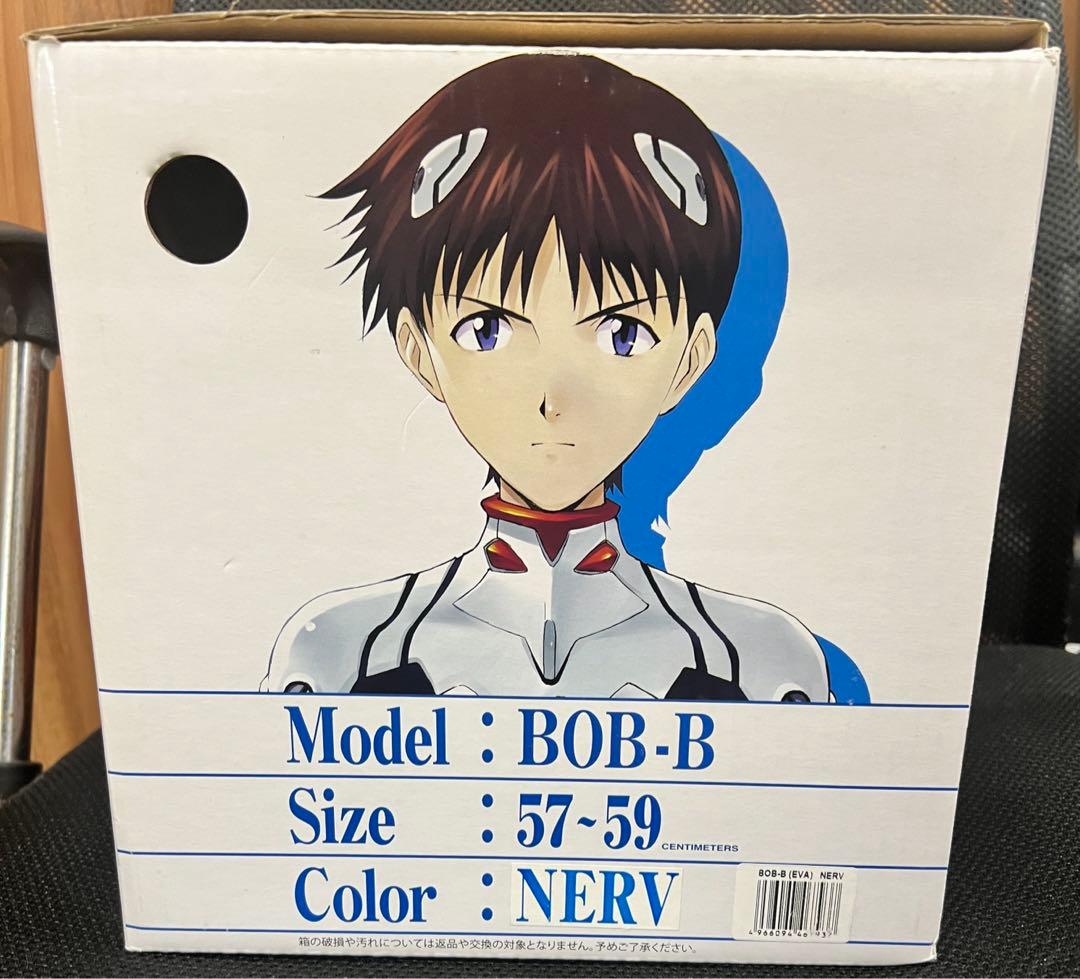 Model : BOB-B
Size : 57~59 CENTIMETERS
Color : NERV
BOB-B (EVA) NERV
箱の破損や汚れについては返品や交換の対象となりません。予めご了承ください。